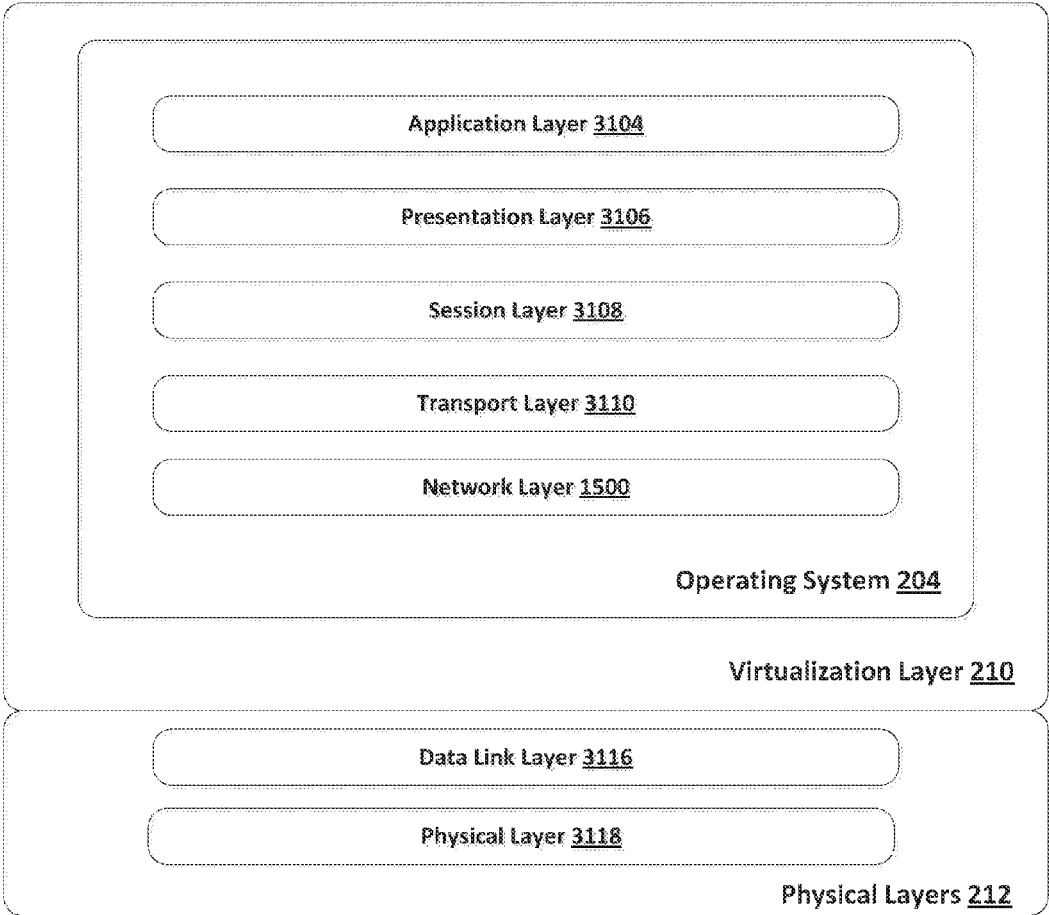 Application Layer 3104
Presentation Layer 3106
Session Layer 3108
Transport Layer 3110
Network Layer 1500
Operating System 204
Virtualization Layer 210
Data Link Layer 3116
Physical Layer 3118
Physical Layers 212